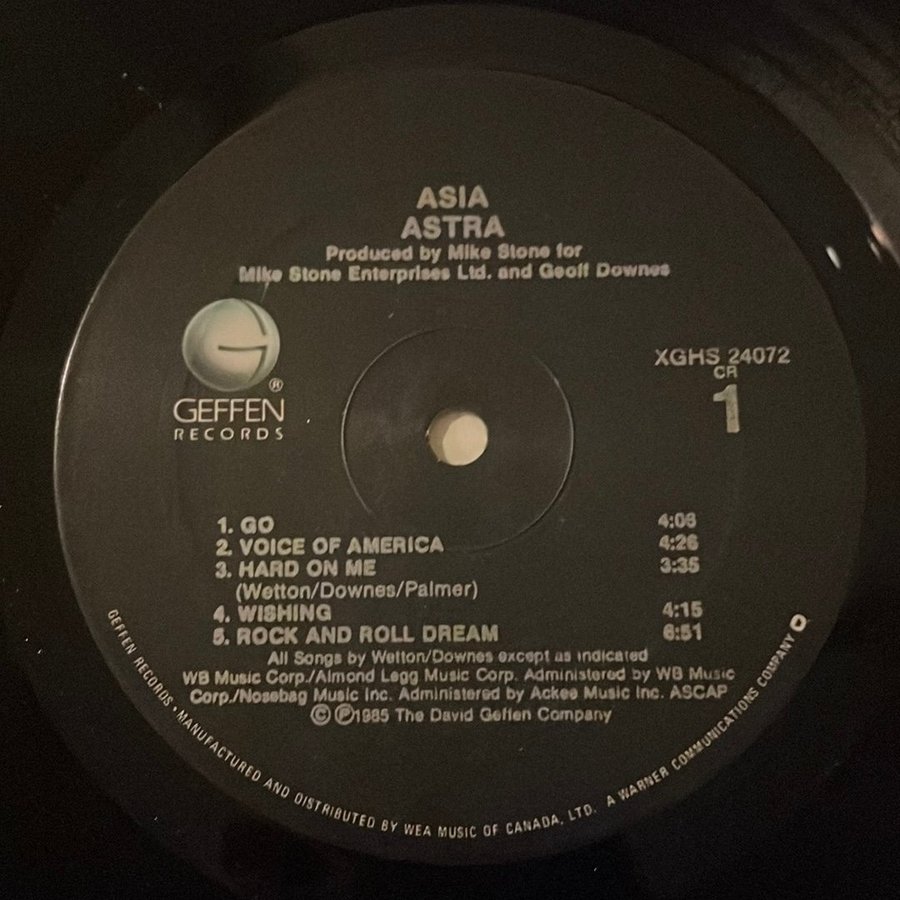 ASIA
ASTRA
Produced by Mike Stone for
Mike Stone Enterprises Ltd. and Geoff Downes
G
®
GEFFEN
RECORDS
XGHS 24072
CR
1
1. GO 4:08
2. VOICE OF AMERICA 4:26
3. HARD ON ME 3:35
(Wetton/Downes/Palmer)
4. WISHING 4:15
5. ROCK AND ROLL DREAM 6:51
All Songs by Wetton/Downes except as indicated
WB Music Corp./Almond Legg Music Corp. Administered by WB Music
Corp./Nosebag Music Inc. Administered by Ackee Music Inc. ASCAP
© ℗1985 The David Geffen Company
GEFFEN RECORDS • MANUFACTURED AND DISTRIBUTED BY WEA MUSIC OF CANADA, LTD. A WARNER COMMUNICATIONS COMPANY